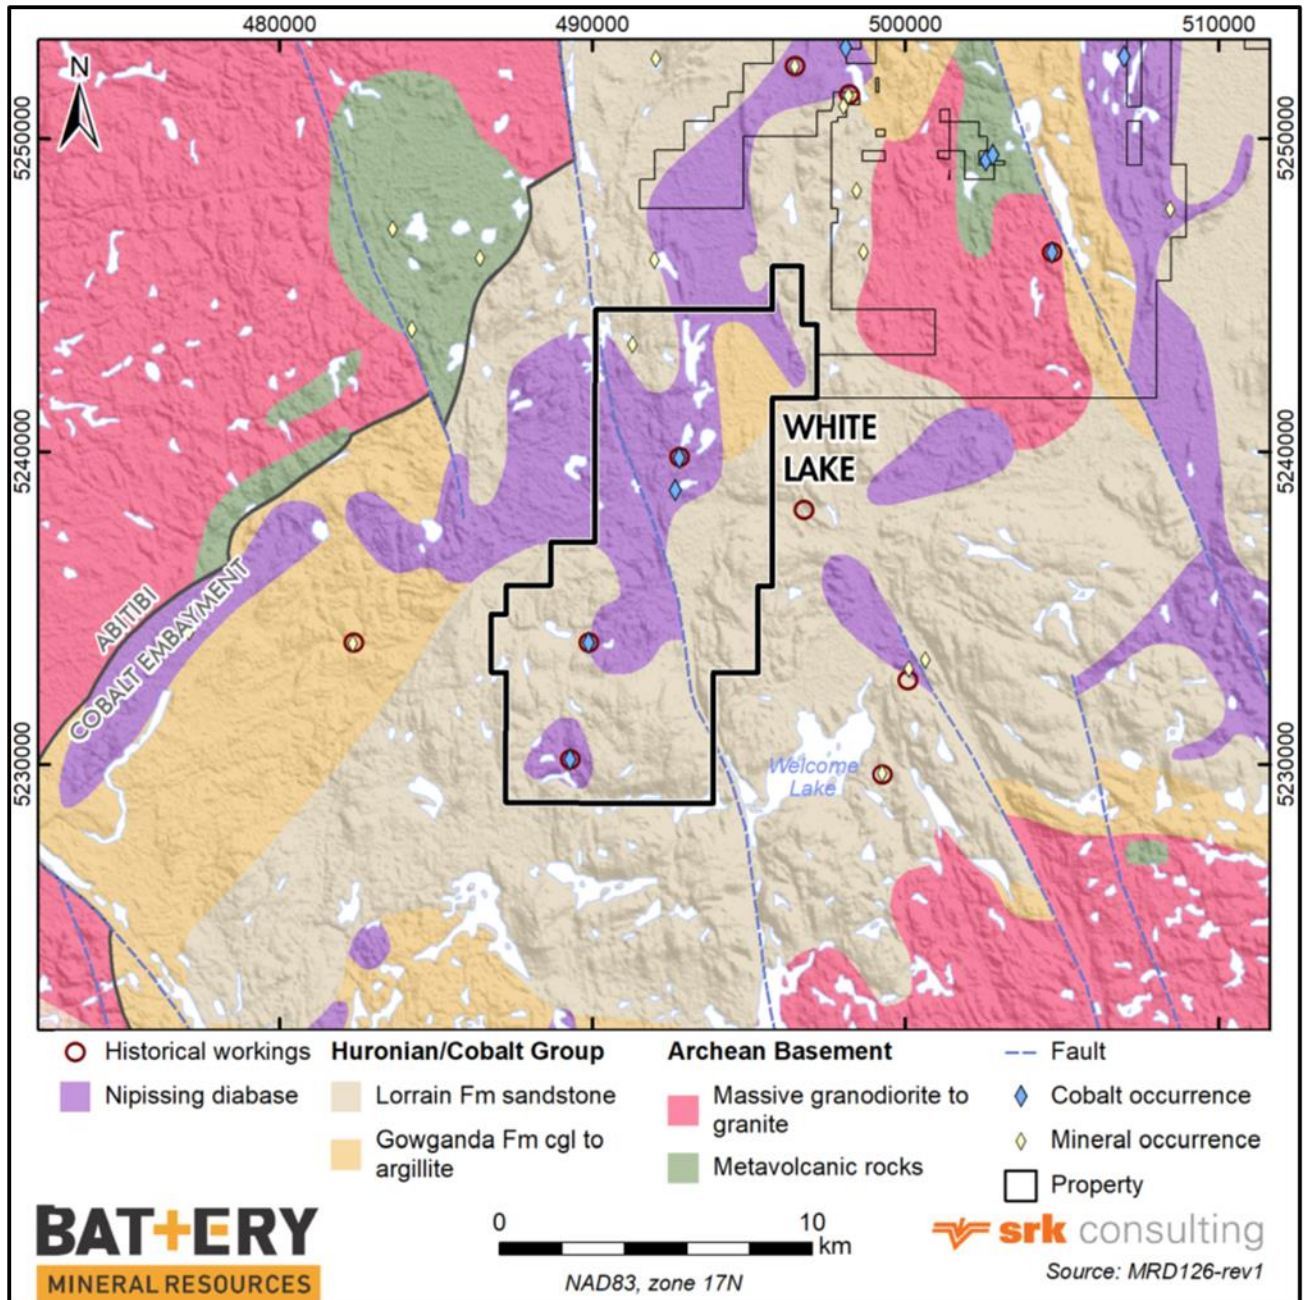 480000
490000
500000
510000
N
5250000
5250000
5240000
5240000
5230000
5230000
WHITE
LAKE
ABITIBI
COBALT EMBAYMENT
Welcome
Lake
Historical workings
Nipissing diabase
Huronian/Cobalt Group
Lorrain Fm sandstone
Gowganda Fm cgl to
argillite
Archean Basement
Massive granodiorite to
granite
Metavolcanic rocks
Fault
Cobalt occurrence
Mineral occurrence
Property
BATTERY
MINERAL RESOURCES
0
10
km
NAD83, zone 17N
srk consulting
Source: MRD126-rev1